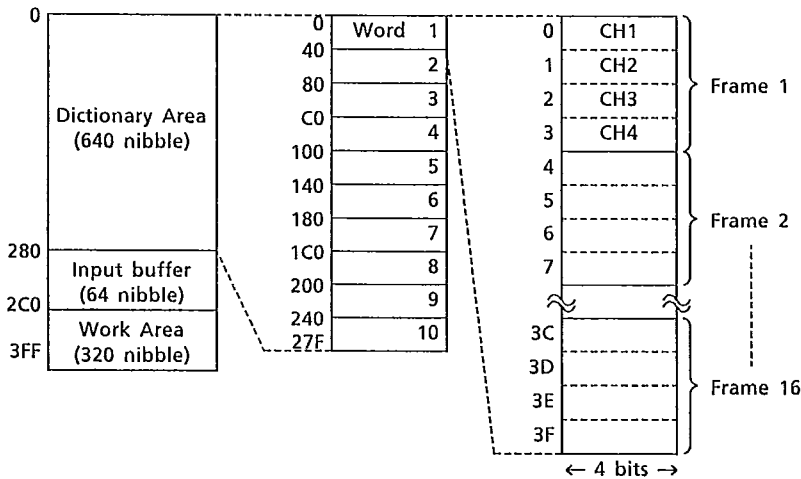 0
Dictionary Area
(640 nibble)
280
Input buffer
(64 nibble)
2C0
Work Area
(320 nibble)
3FF
0 Word 1
40 2
80 3
C0 4
100 5
140 6
180 7
1C0 8
200 9
240 10
27F
0 CH1
1 CH2
2 CH3
3 CH4
Frame 1
4
5
6
7
Frame 2
3C
3D
3E
3F
Frame 16
← 4 bits →